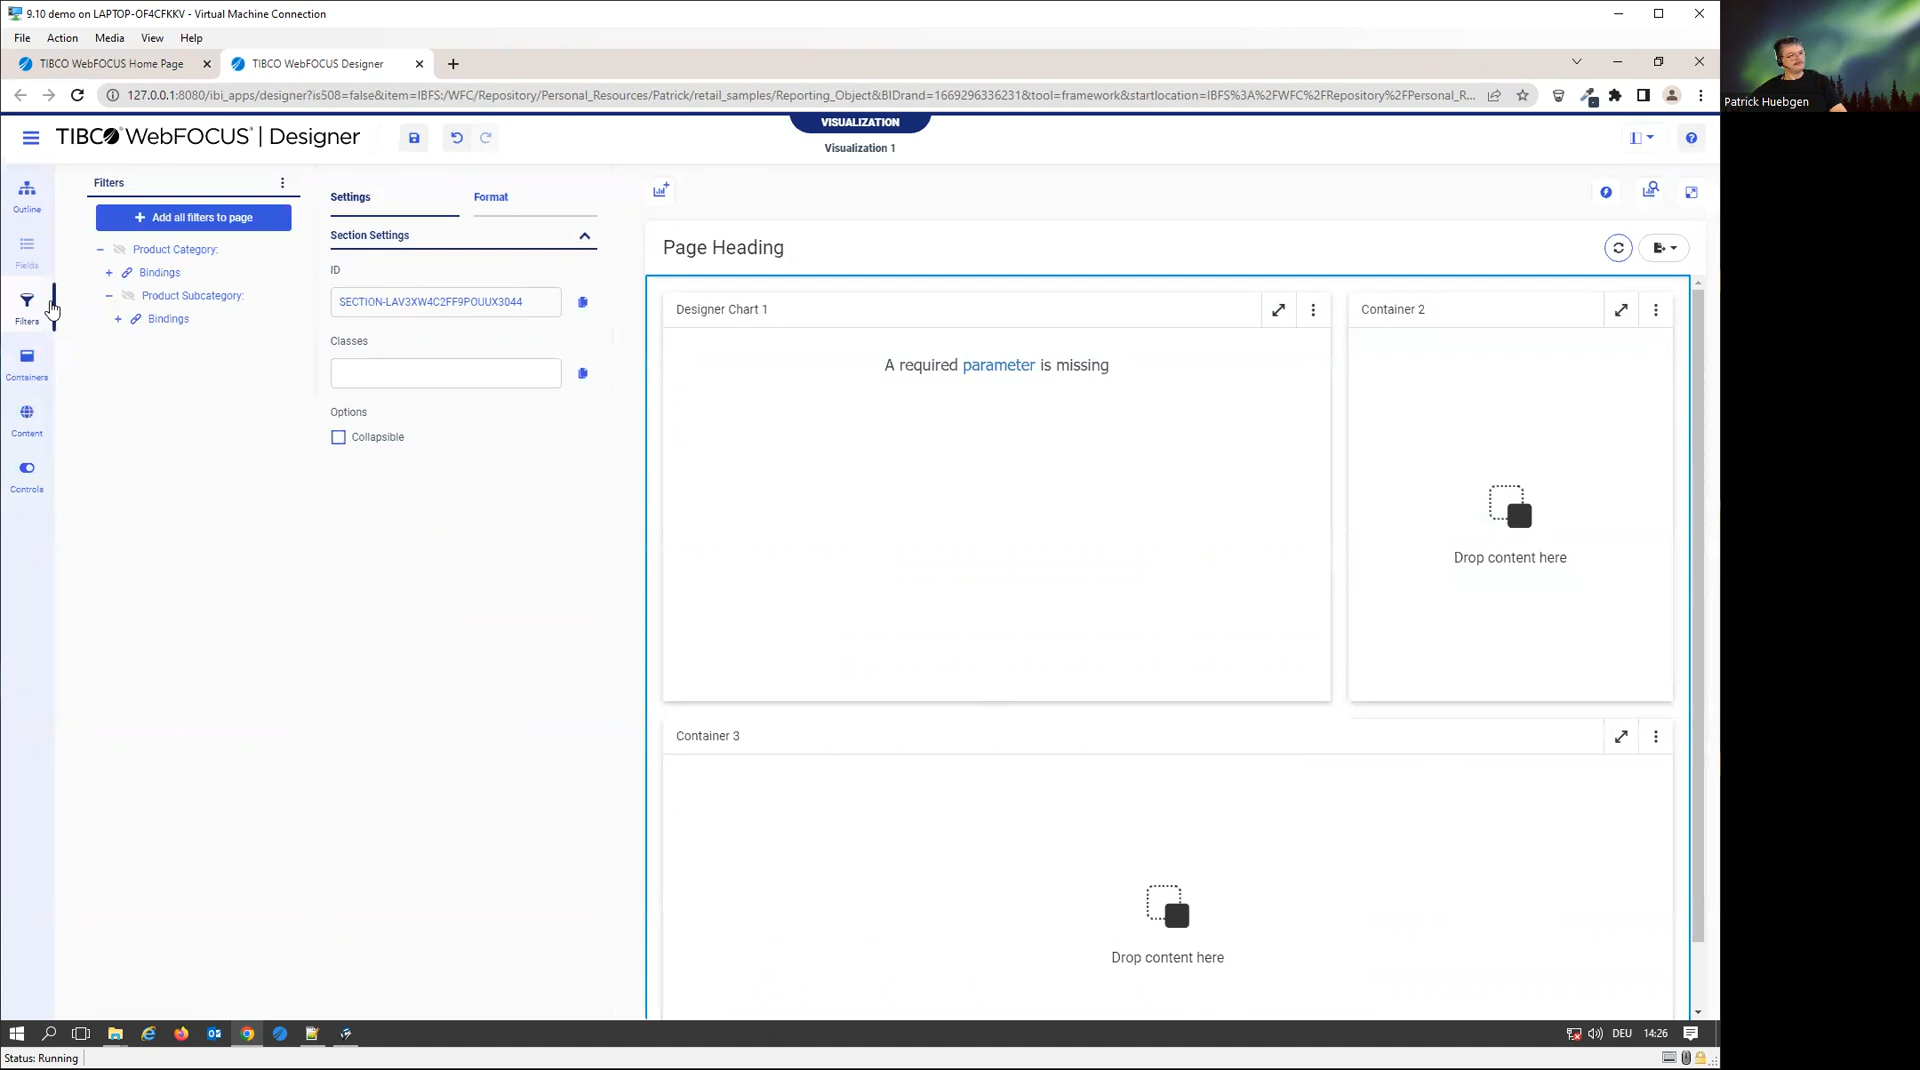 9.10 demo on LAPTOP-OF4CFKKV - Virtual Machine Connection
File Action Media View Help
TIBCO WebFOCUS Home Page
TIBCO WebFOCUS Designer
127.0.0.1:8080/ibi_apps/designer?is508=false&item=IBFS:/WFC/Repository/Personal_Resources/Patrick/retail_samples/Reporting_Object&BIDrand=1669296336231&tool=framework&startlocation=IBFS%3A%2FWFC%2FRepository%2FPersonal_R...
TIBCO WebFOCUS | Designer
VISUALIZATION
Visualization 1
Outline
Fields
Filters
Containers
Content
Controls
Filters
Add all filters to page
Product Category:
Bindings
Product Subcategory:
Bindings
Settings
Format
Section Settings
ID
SECTION-LAV3XW4C2FF9POUUX3044
Classes
Options
Collapsible
Page Heading
Designer Chart 1
A required parameter is missing
Container 2
Drop content here
Container 3
Drop content here
DEU 14:26
Status: Running
Patrick Huebgen